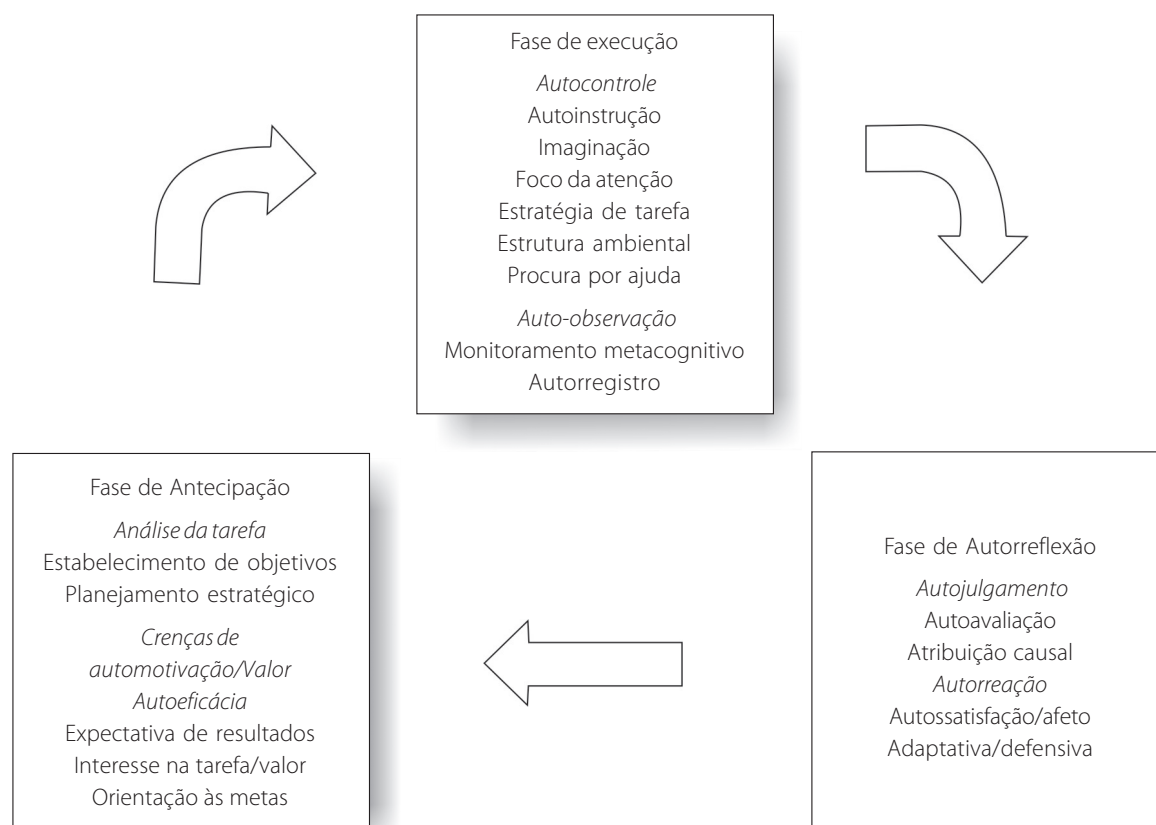 Fase de execução
Autocontrole
Autoinstrução
Imaginação
Foco da atenção
Estratégia de tarefa
Estrutura ambiental
Procura por ajuda
Auto-observação
Monitoramento metacognitivo
Autorregistro
Fase de Antecipação
Análise da tarefa
Estabelecimento de objetivos
Planejamento estratégico
Crenças de
automotivação/Valor
Autoeficácia
Expectativa de resultados
Interesse na tarefa/valor
Orientação às metas
Fase de Autorreflexão
Autojulgamento
Autoavaliação
Atribuição causal
Autorreação
Autossatisfação/afeto
Adaptativa/defensiva